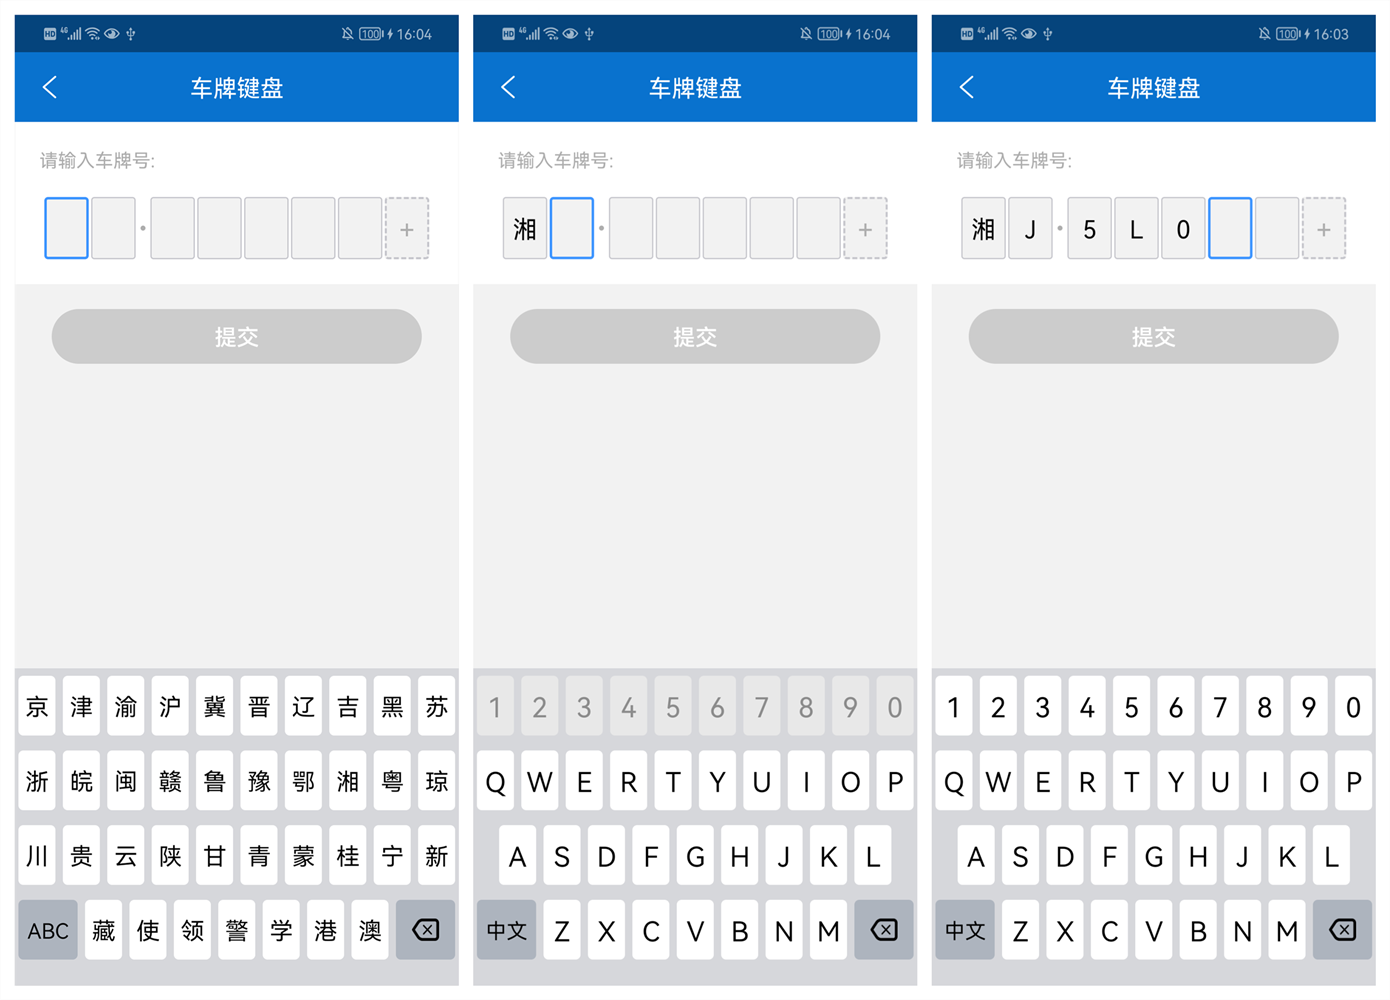 HD 4G 100 16:04
车牌键盘
请输入车牌号:
+
提交
京 津 渝 沪 冀 晋 辽 吉 黑 苏
浙 皖 闽 赣 鲁 豫 鄂 湘 粤 琼
川 贵 云 陕 甘 青 蒙 桂 宁 新
ABC 藏 使 领 警 学 港 澳
HD 4G 100 16:04
车牌键盘
请输入车牌号:
湘 · +
提交
1 2 3 4 5 6 7 8 9 0
Q W E R T Y U I O P
A S D F G H J K L
中文 Z X C V B N M
HD 4G 100 16:03
车牌键盘
请输入车牌号:
湘 J · 5 L 0 +
提交
1 2 3 4 5 6 7 8 9 0
Q W E R T Y U I O P
A S D F G H J K L
中文 Z X C V B N M